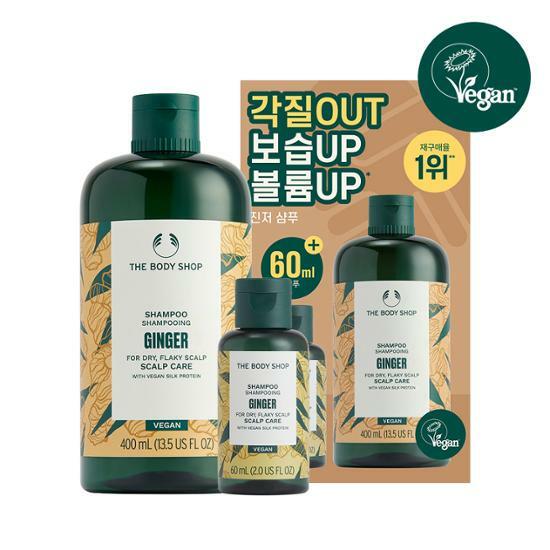 Vegan™
각질OUT
보습UP
볼륨UP*
진저 샴푸
재구매율
1위**
+
60ml
푸
THE BODY SHOP
SHAMPOO
SHAMPOOING
GINGER
FOR DRY, FLAKY SCALP
SCALP CARE
WITH VEGAN SILK PROTEIN
VEGAN
400 mL (13.5 US FL OZ)
THE BODY SHOP
SHAMPOO
SHAMPOOING
GINGER
FOR DRY, FLAKY SCALP
SCALP CARE
WITH VEGAN SILK PROTEIN
VEGAN
60 mL (2.0 US FL OZ)
THE BODY SHOP
SHAMPOO
SHAMPOOING
GINGER
FOR DRY, FLAKY SCALP
SCALP CARE
WITH VEGAN SILK PROTEIN
VEGAN
400 mL (13.5 US FL
Vegan